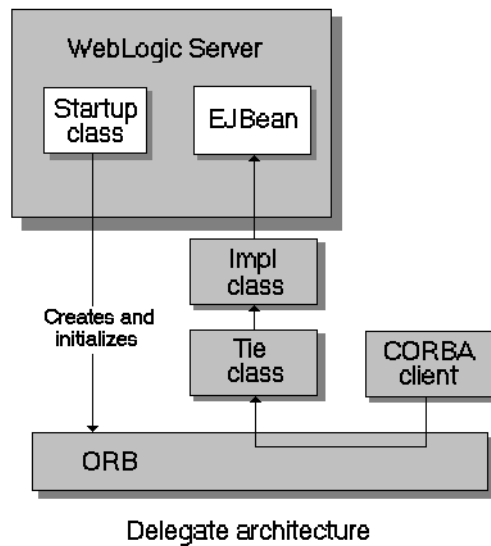 WebLogic Server
Startup
class
EJBean
Impl
class
Creates and
initializes
Tie
class
CORBA
client
ORB
Delegate architecture